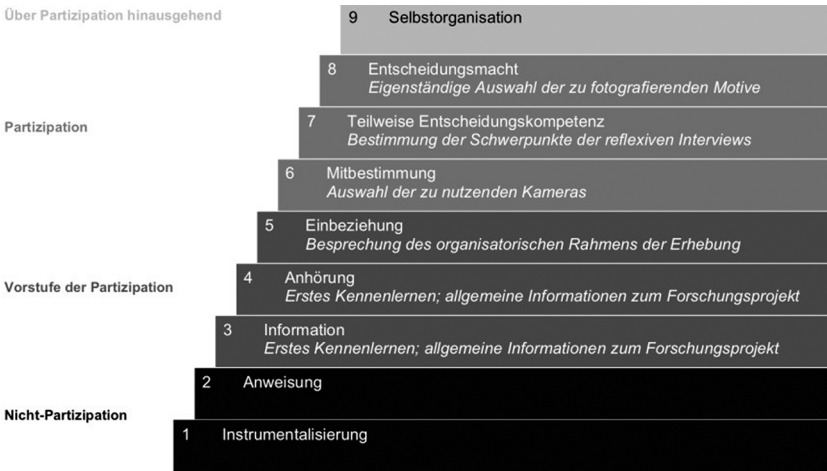 Über Partizipation hinausgehend
9 Selbstorganisation
8 Entscheidungsmacht
Eigenständige Auswahl der zu fotografierenden Motive
Partizipation
7 Teilweise Entscheidungskompetenz
Bestimmung der Schwerpunkte der reflexiven Interviews
6 Mitbestimmung
Auswahl der zu nutzenden Kameras
5 Einbeziehung
Besprechung des organisatorischen Rahmens der Erhebung
Vorstufe der Partizipation
4 Anhörung
Erstes Kennenlernen; allgemeine Informationen zum Forschungsprojekt
3 Information
Erstes Kennenlernen; allgemeine Informationen zum Forschungsprojekt
2 Anweisung
Nicht-Partizipation
1 Instrumentalisierung